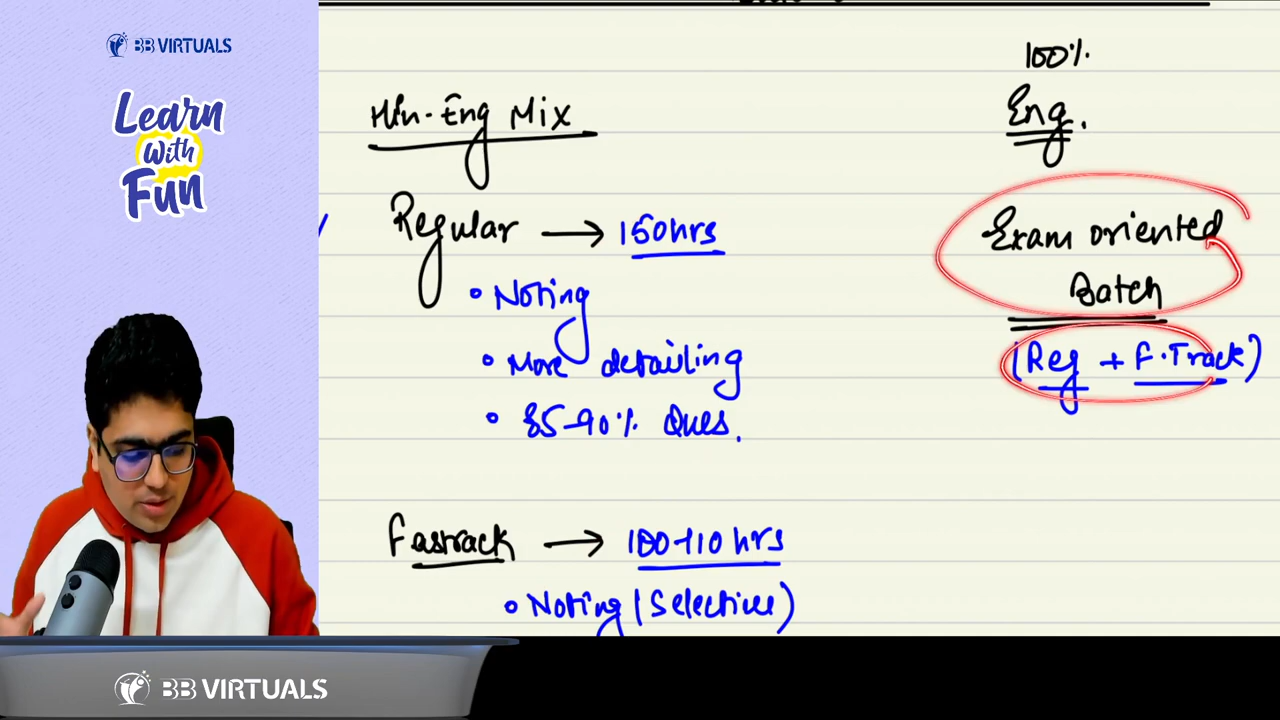 BB VIRTUALS
Learn
With
Fun
Hin-Eng Mix
Regular → 150hrs
• Noting
• More detailing
• 85-90% Ques.
Fastrack → 100-110 hrs
• Noting (Selective)
100%
Eng.
Exam oriented
Batch
(Reg + F.Track)
BB VIRTUALS